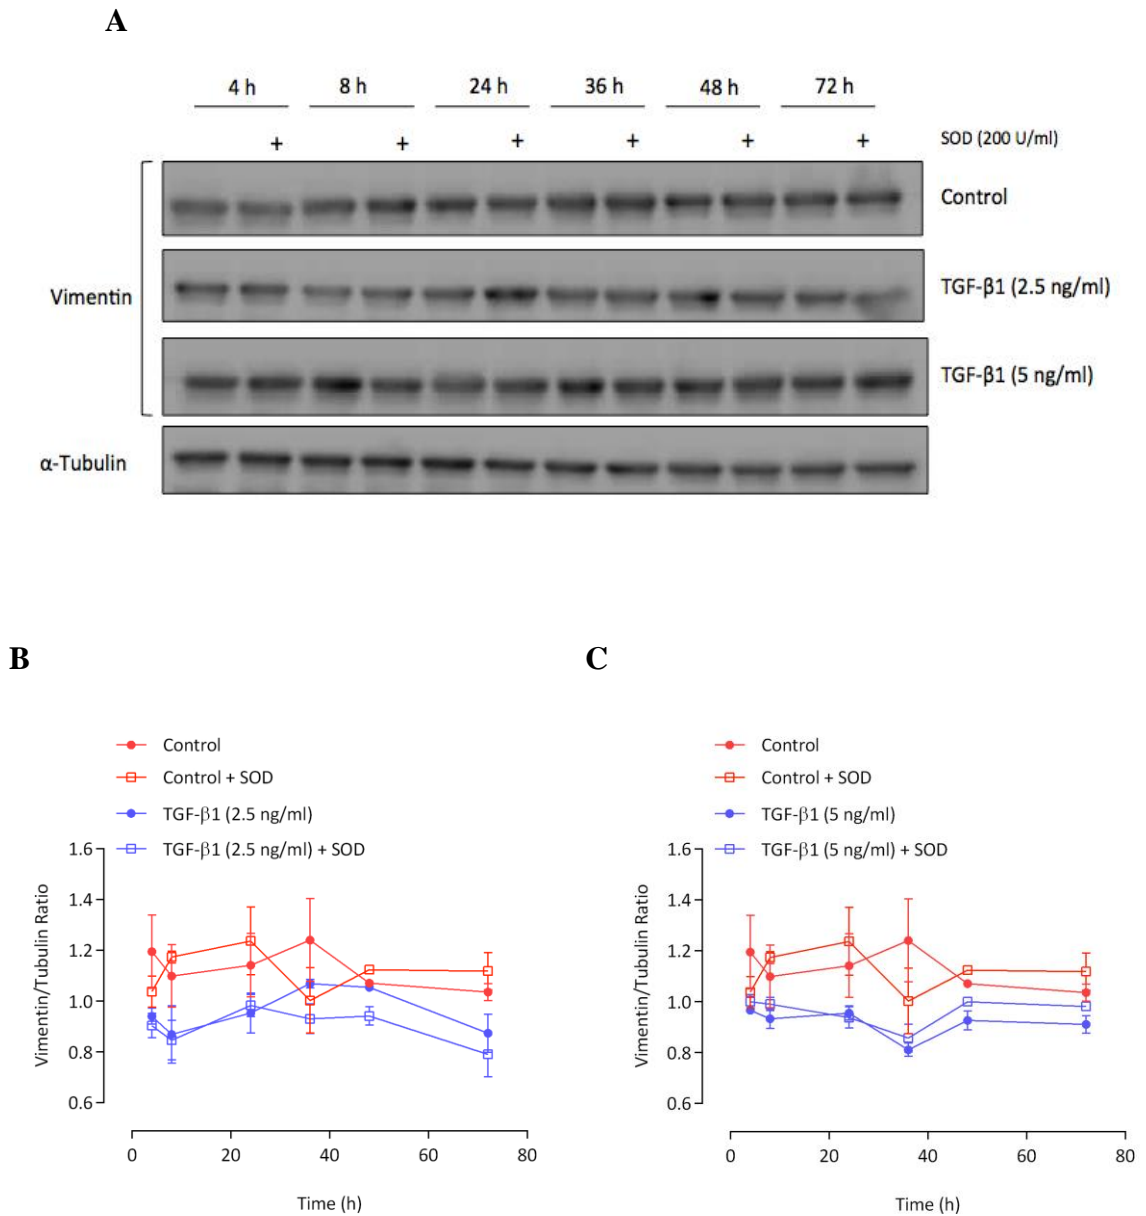 A
4 h 8 h 24 h 36 h 48 h 72 h
+ + + + + + SOD (200 U/ml)
Control
Vimentin
TGF-β1 (2.5 ng/ml)
TGF-β1 (5 ng/ml)
α-Tubulin
B
Control
Control + SOD
TGF-β1 (2.5 ng/ml)
TGF-β1 (2.5 ng/ml) + SOD
Vimentin/Tubulin Ratio
1.6
1.4
1.2
1.0
0.8
0.6
0 20 40 60 80
Time (h)
C
Control
Control + SOD
TGF-β1 (5 ng/ml)
TGF-β1 (5 ng/ml) + SOD
Vimentin/Tubulin Ratio
1.6
1.4
1.2
1.0
0.8
0.6
0 20 40 60 80
Time (h)